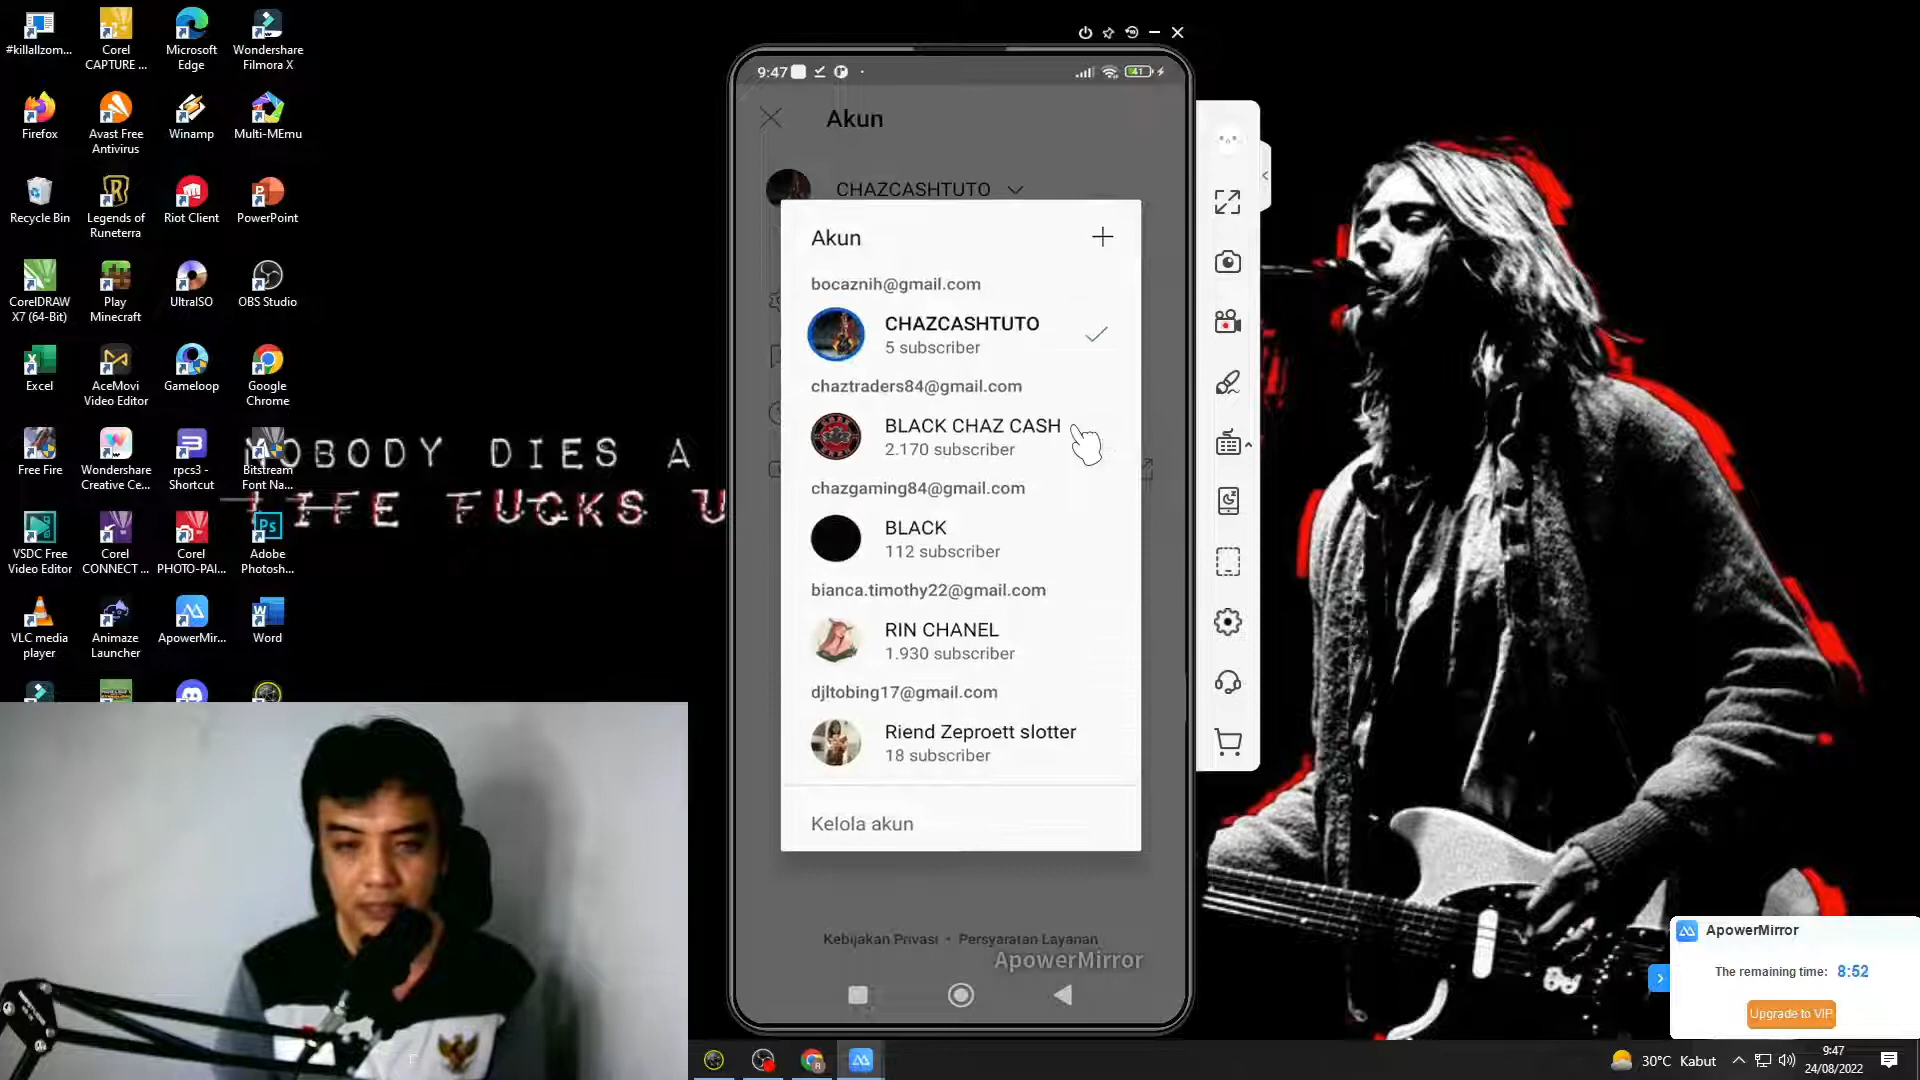 #killallzom...
Corel
CAPTURE ...
Microsoft
Edge
Wondershare
Filmora X
Firefox
Avast Free
Antivirus
Winamp
Multi-MEmu
Recycle Bin
Legends of
Runeterra
Riot Client
PowerPoint
CorelDRAW
X7 (64-Bit)
Play
Minecraft
UltraISO
OBS Studio
Excel
AceMovi
Video Editor
Gameloop
Google
Chrome
Free Fire
Wondershare
Creative Ce...
rpcs3 -
Shortcut
Bitstream
Font Na...
VSDC Free
Video Editor
Corel
CONNECT ...
Corel
PHOTO-PAI...
Adobe
Photosh...
VLC media
player
Animaze
Launcher
ApowerMir...
Word
NOBODY DIES A
LIFE FUCKS U
9:47
41
Akun
CHAZCASHTUTO
Akun
bocaznih@gmail.com
CHAZCASHTUTO
5 subscriber
chaztraders84@gmail.com
BLACK CHAZ CASH
2.170 subscriber
chazgaming84@gmail.com
BLACK
112 subscriber
bianca.timothy22@gmail.com
RIN CHANEL
1.930 subscriber
djltobing17@gmail.com
Riend Zeproett slotter
18 subscriber
Kelola akun
Kebijakan Privasi • Persyaratan Layanan
ApowerMirror
ApowerMirror
The remaining time: 8:52
Upgrade to VIP
30°C Kabut
9:47
24/08/2022